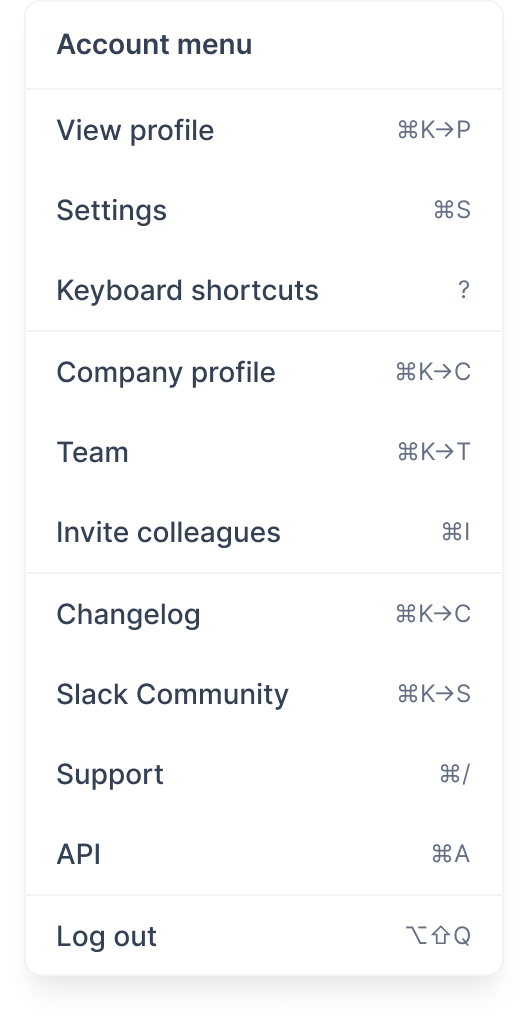 Account menu
View profile ⌘K→P
Settings ⌘S
Keyboard shortcuts ?
Company profile ⌘K→C
Team ⌘K→T
Invite colleagues ⌘I
Changelog ⌘K→C
Slack Community ⌘K→S
Support ⌘/
API ⌘A
Log out ⌥⇧Q